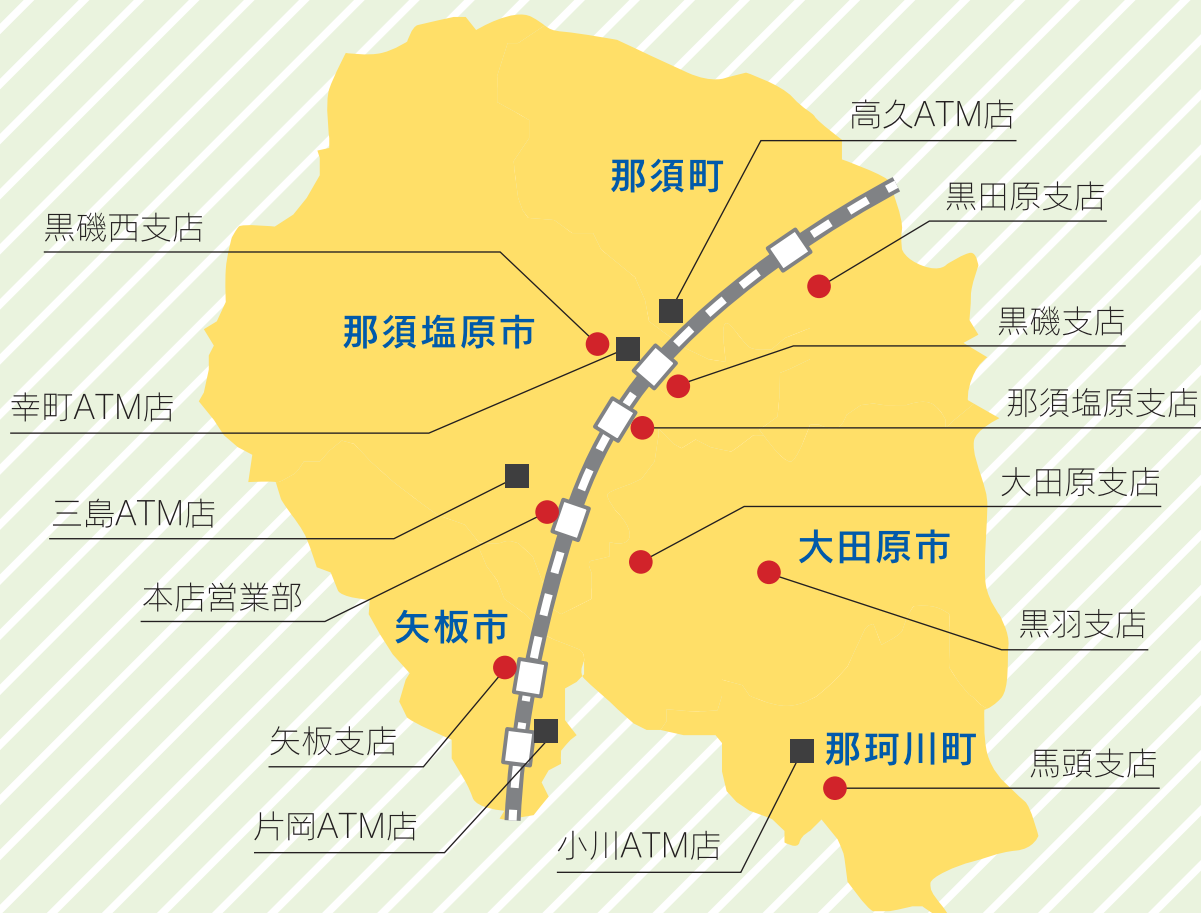 高久ATM店
那須町
黒田原支店
黒磯西支店
黒磯支店
那須塩原市
那須塩原支店
幸町ATM店
大田原支店
三島ATM店
大田原市
本店営業部
矢板市
黒羽支店
矢板支店
那珂川町
馬頭支店
片岡ATM店
小川ATM店